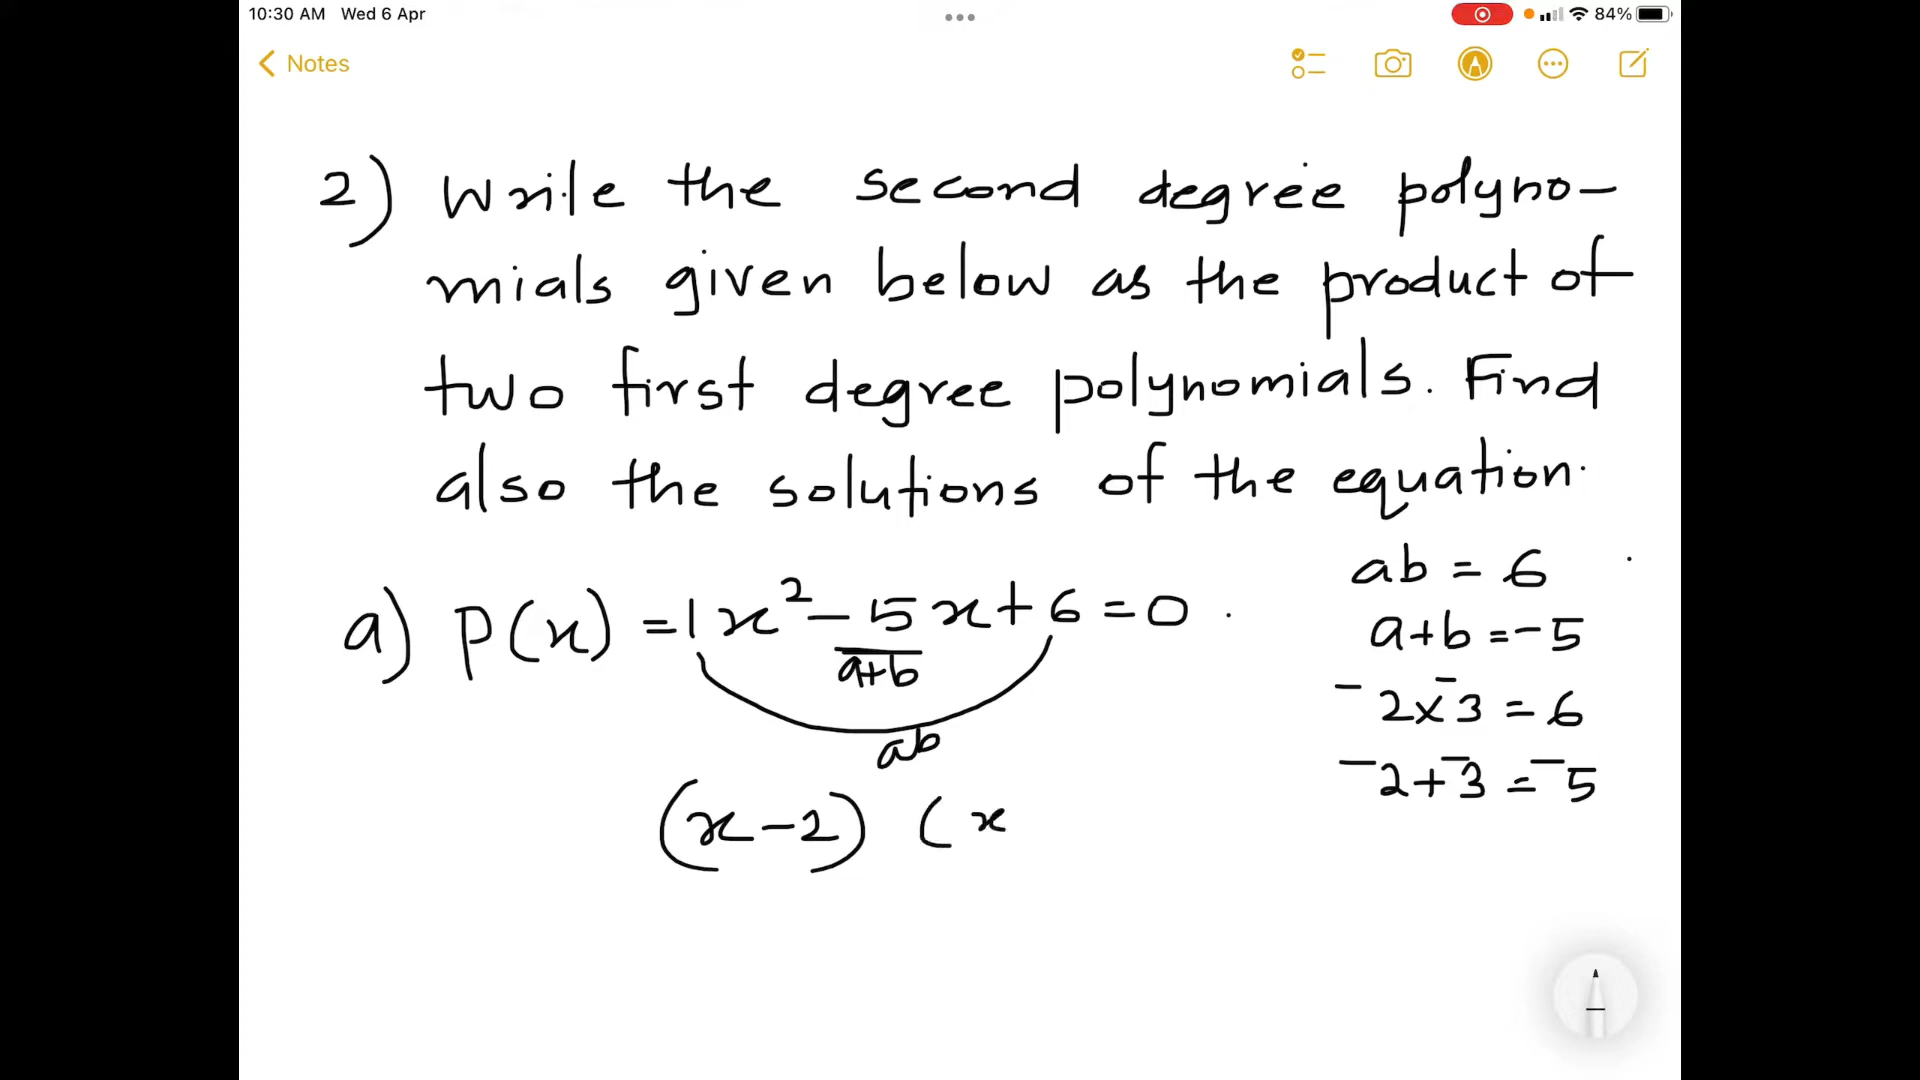 10:30 AM Wed 6 Apr
84%
Notes
2) Write the second degree polyno-
mials given below as the product of
two first degree polynomials. Find
also the solutions of the equation.
ab = 6
a) P(x) = 1x² - 5x + 6 = 0
a+b = -5
a+b
-2 x -3 = 6
ab
-2 + -3 = -5
(x - 2) (x